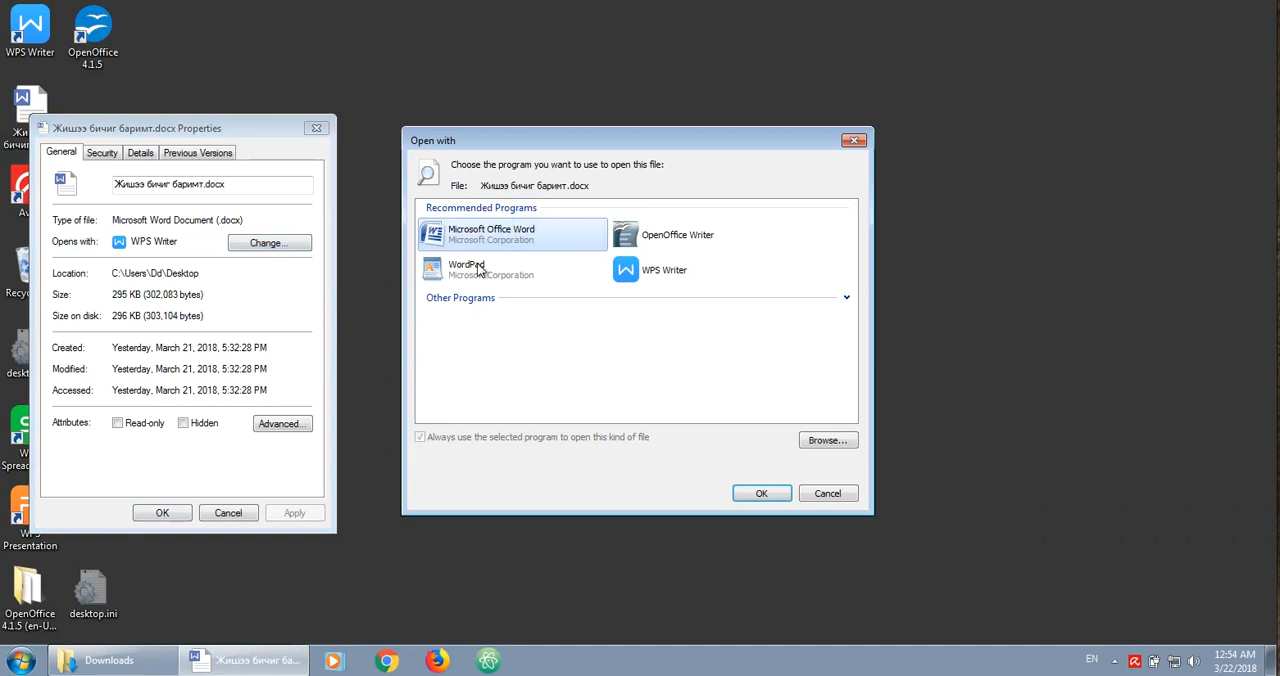 WPS Writer
OpenOffice
4.1.5
Жишээ бичиг баримт.docx Properties
General
Security
Details
Previous Versions
Жишээ бичиг баримт.docx
Type of file:
Microsoft Word Document (.docx)
Opens with:
WPS Writer
Change...
Location:
C:\Users\Dd\Desktop
Size:
295 KB (302,083 bytes)
Size on disk:
296 KB (303,104 bytes)
Created:
Yesterday, March 21, 2018, 5:32:28 PM
Modified:
Yesterday, March 21, 2018, 5:32:28 PM
Accessed:
Yesterday, March 21, 2018, 5:32:28 PM
Attributes:
Read-only
Hidden
Advanced...
OK
Cancel
Apply
Open with
Choose the program you want to use to open this file:
File:
Жишээ бичиг баримт.docx
Recommended Programs
Microsoft Office Word
Microsoft Corporation
OpenOffice Writer
WordPad
Microsoft Corporation
WPS Writer
Other Programs
Always use the selected program to open this kind of file
Browse...
OK
Cancel
Presentation
OpenOffice
4.1.5 (en-U...
desktop.ini
Downloads
Жишээ бичиг ба...
EN
12:54 AM
3/22/2018